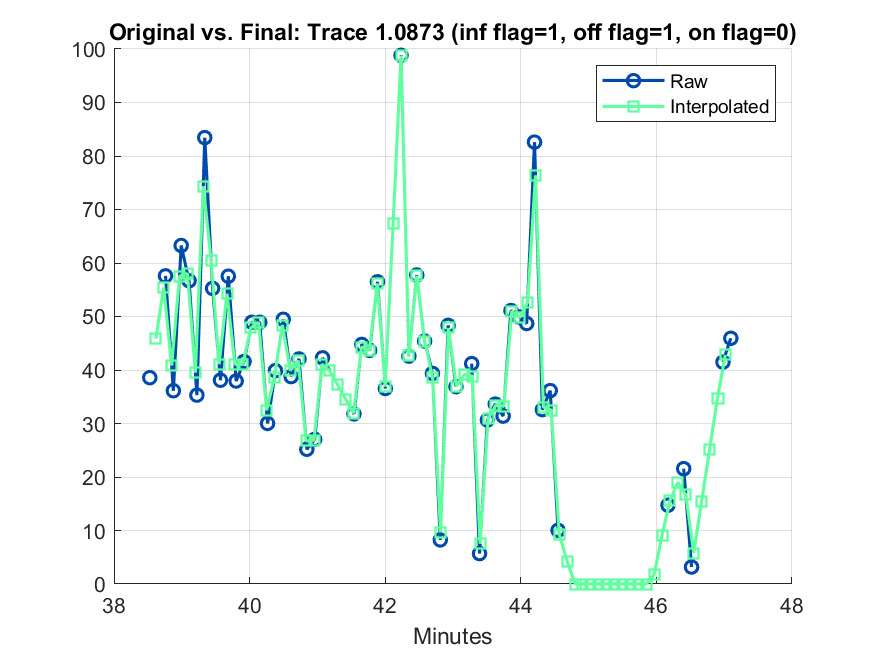 Original vs. Final: Trace 1.0873 (inf flag=1, off flag=1, on flag=0)
Raw
Interpolated
100
90
80
70
60
50
40
30
20
10
0
38 40 42 44 46 48
Minutes